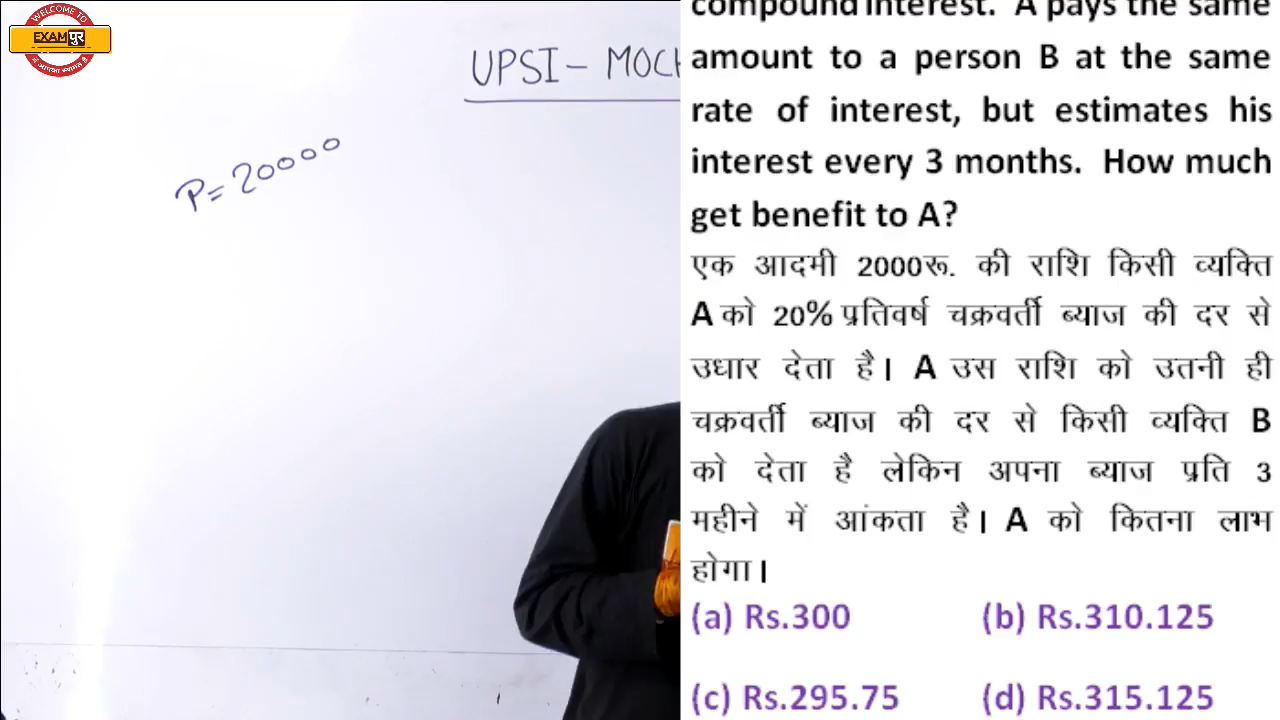 WELCOME TO
EXAMपुर
UPSI - MOCK
P = 20000
compound interest. A pays the same
amount to a person B at the same
rate of interest, but estimates his
interest every 3 months. How much
get benefit to A?
एक आदमी 2000रू. की राशि किसी व्यक्ति
A को 20% प्रतिवर्ष चक्रवर्ती ब्याज की दर से
उधार देता है। A उस राशि को उतनी ही
चक्रवर्ती ब्याज की दर से किसी व्यक्ति B
को देता है लेकिन अपना ब्याज प्रति 3
महीने में आंकता है। A को कितना लाभ
होगा।
(a) Rs.300 (b) Rs.310.125
(c) Rs.295.75 (d) Rs.315.125